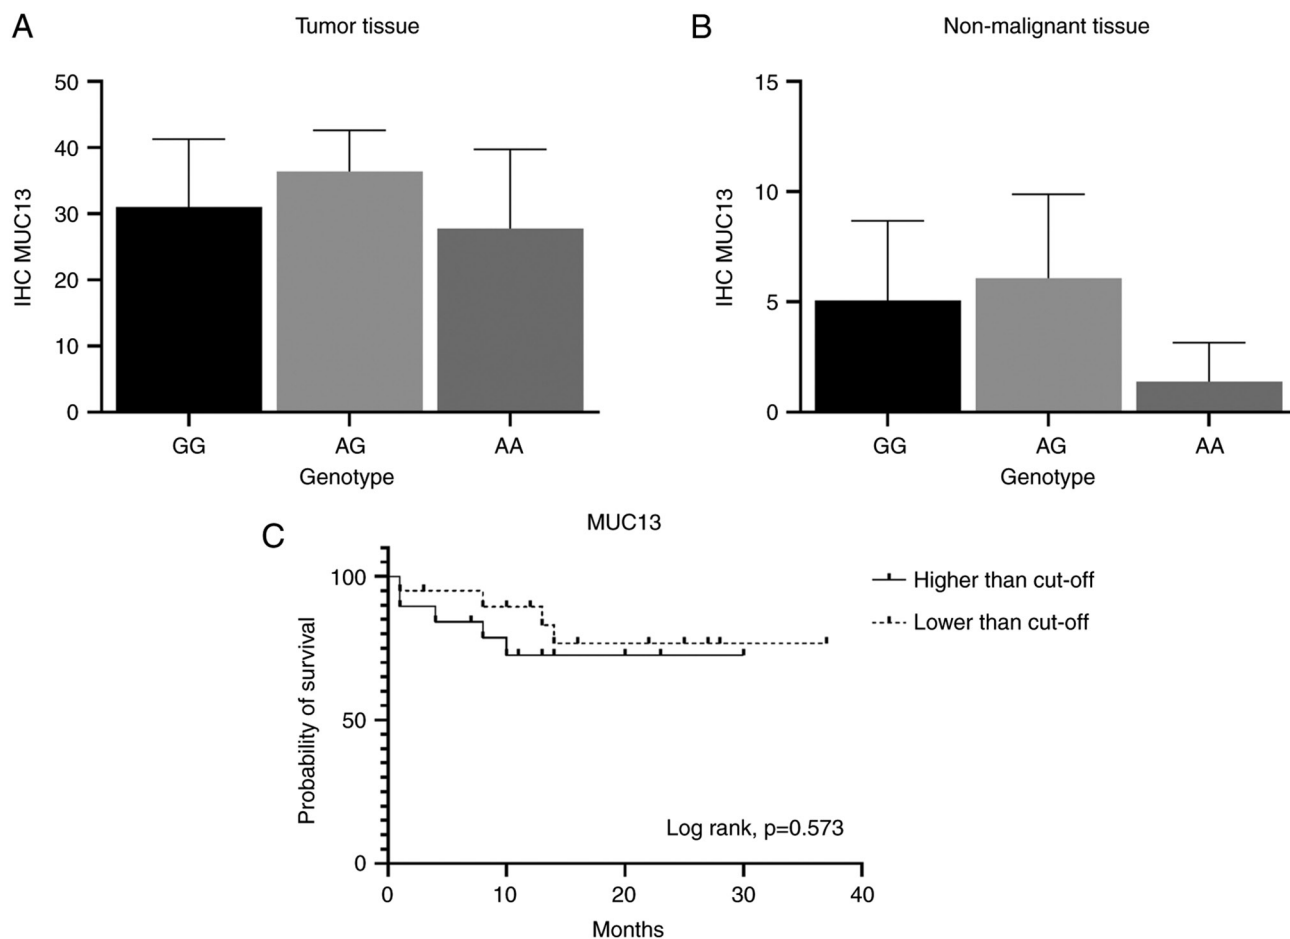 A
Tumor tissue
50
40
30
20
10
0
IHC MUC13
GG
AG
AA
Genotype
B
Non-malignant tissue
15
10
5
0
IHC MUC13
GG
AG
AA
Genotype
C
MUC13
100
50
0
Probability of survival
Higher than cut-off
Lower than cut-off
Log rank, p=0.573
0
10
20
30
40
Months